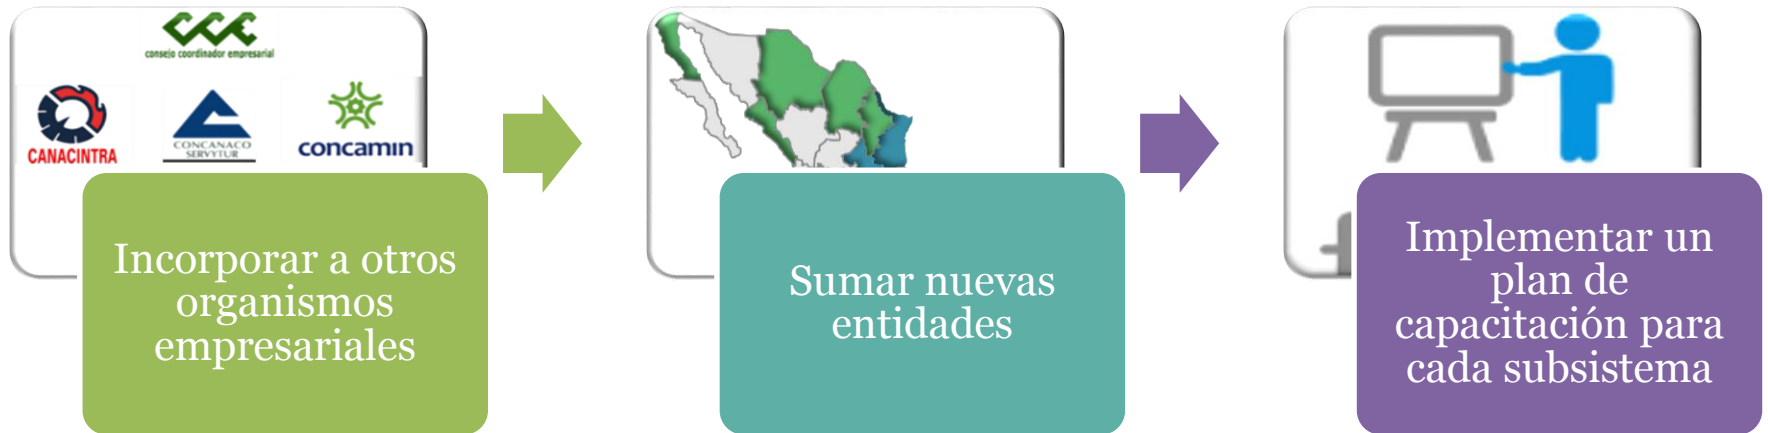 consejo coordinador empresarial
CANACINTRA
CONCANACO
SERVYTUR
concamin
Incorporar a otros
organismos
empresariales
Sumar nuevas
entidades
Implementar un
plan de
capacitación para
cada subsistema